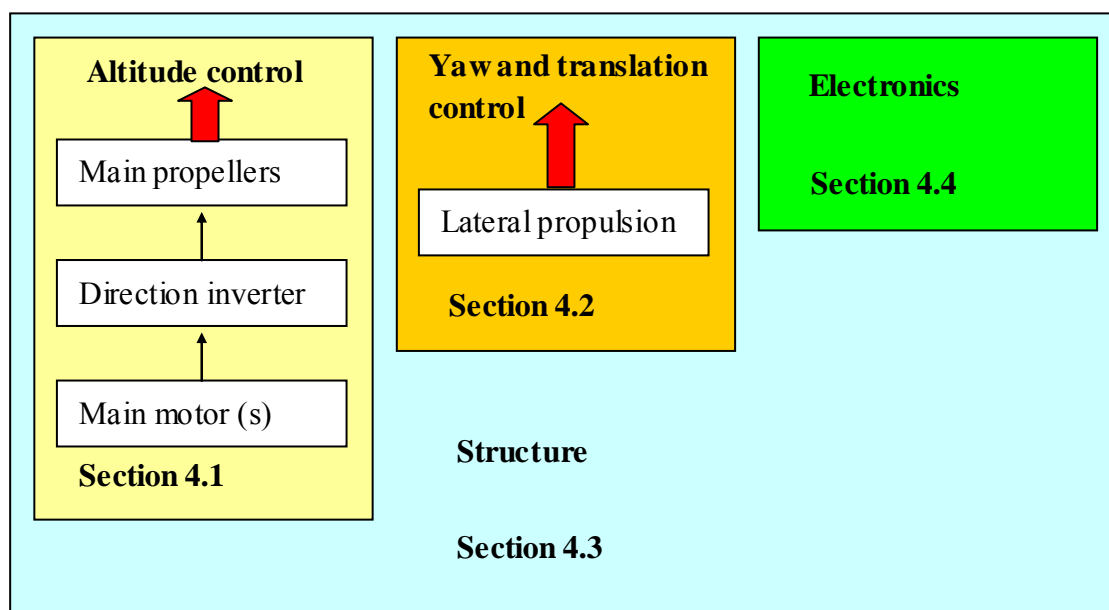 Altitude control
Main propellers
Direction inverter
Main motor (s)
Section 4.1
Yaw and translation
control
Lateral propulsion
Section 4.2
Electronics
Section 4.4
Structure
Section 4.3